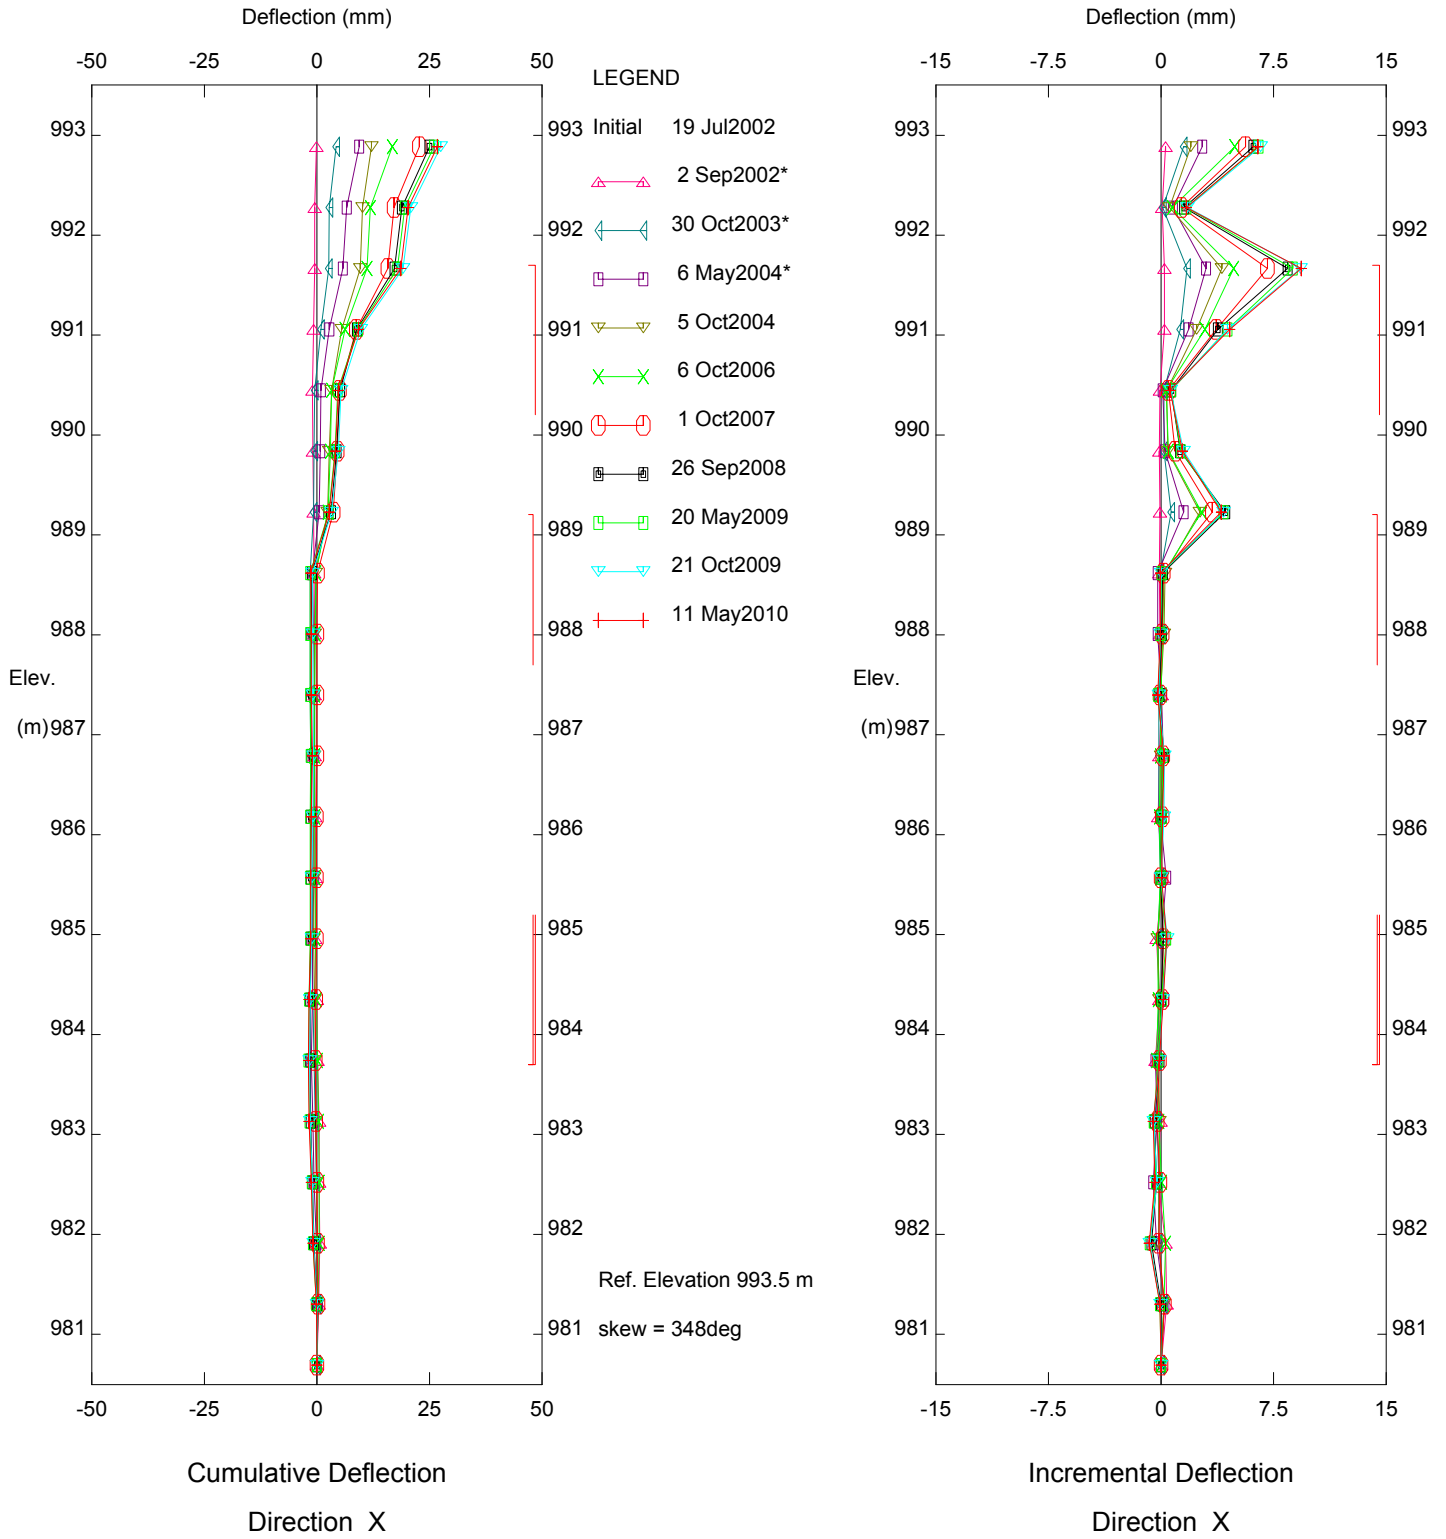 Deflection (mm)
-50 -25 0 25 50
993 993
992 992
991 991
990 990
989 989
988 988
Elev.
(m) 987 987
986 986
985 985
984 984
983 983
982 982
981 981
-50 -25 0 25 50
Cumulative Deflection
Direction X
LEGEND
Initial 19 Jul2002
2 Sep2002*
30 Oct2003*
6 May2004*
5 Oct2004
6 Oct2006
1 Oct2007
26 Sep2008
20 May2009
21 Oct2009
11 May2010
Ref. Elevation 993.5 m
skew = 348deg
Deflection (mm)
-15 -7.5 0 7.5 15
993 993
992 992
991 991
990 990
989 989
988 988
Elev.
(m) 987 987
986 986
985 985
984 984
983 983
982 982
981 981
-15 -7.5 0 7.5 15
Incremental Deflection
Direction X